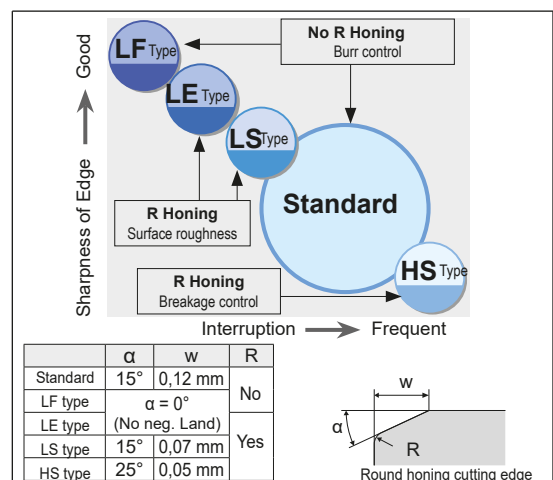 Good
Sharpness of Edge
LF Type
LE Type
LS Type
No R Honing
Burr control
Standard
R Honing
Surface roughness
HS Type
R Honing
Breakage control
Interruption
Frequent
α w R
Standard 15° 0,12 mm No
LF type α = 0°
LE type (No neg. Land) Yes
LS type 15° 0,07 mm
HS type 25° 0,05 mm
w
α
R
Round honing cutting edge